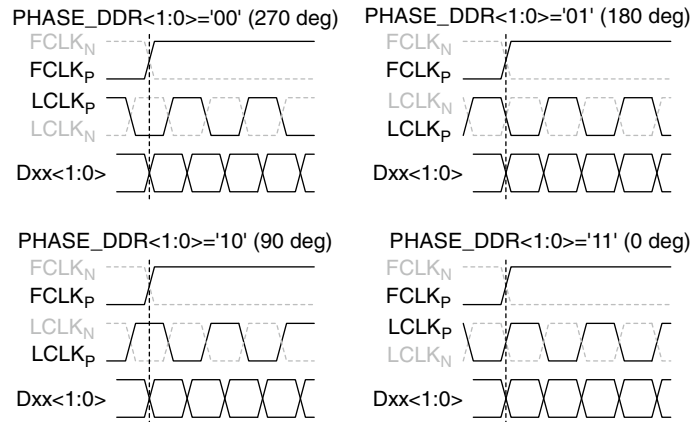 PHASE_DDR<1:0>='00' (270 deg)
FCLKN
FCLKP
LCLKP
LCLKN
Dxx<1:0>
PHASE_DDR<1:0>='01' (180 deg)
FCLKN
FCLKP
LCLKN
LCLKP
Dxx<1:0>
PHASE_DDR<1:0>='10' (90 deg)
FCLKN
FCLKP
LCLKN
LCLKP
Dxx<1:0>
PHASE_DDR<1:0>='11' (0 deg)
FCLKN
FCLKP
LCLKP
LCLKN
Dxx<1:0>